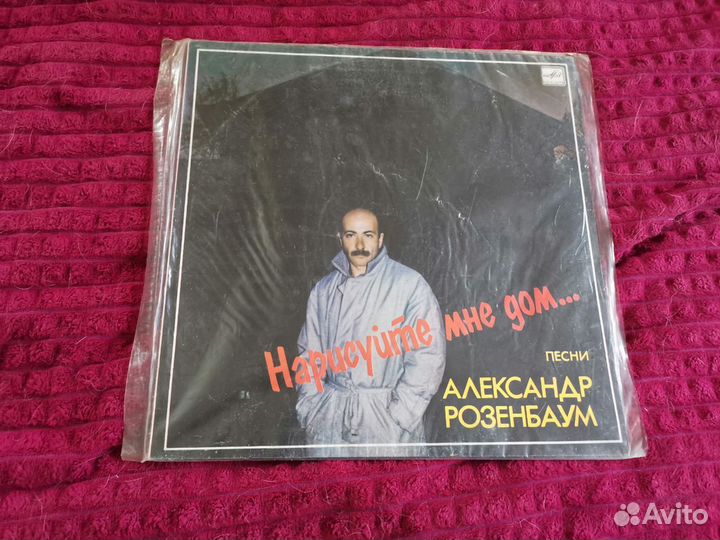 Нарисуйте мне дом...
ПЕСНИ
АЛЕКСАНДР
РОЗЕНБАУМ
Avito